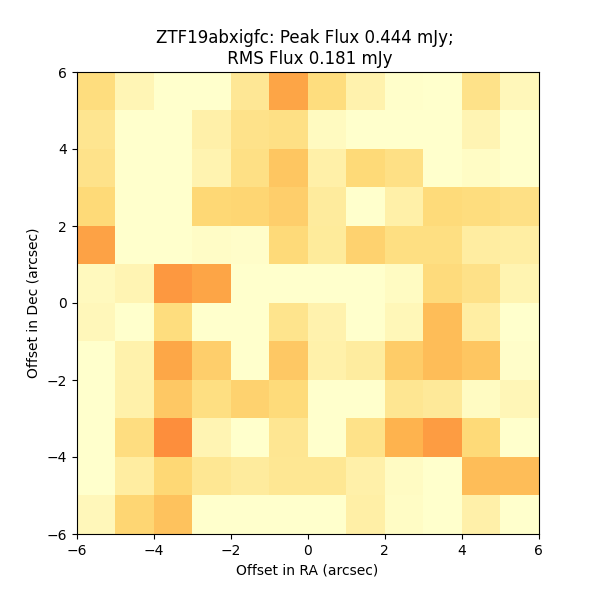 ZTF19abxigfc: Peak Flux 0.444 mJy;
RMS Flux 0.181 mJy
6
4
2
0
−2
−4
−6
Offset in Dec (arcsec)
−6 −4 −2 0 2 4 6
Offset in RA (arcsec)